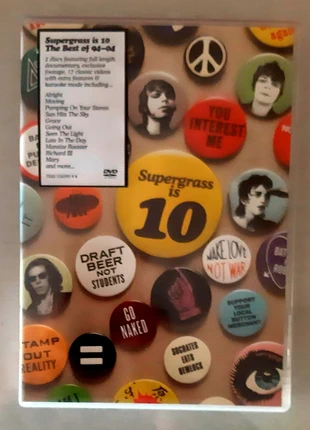 Supergrass is 10
The Best of 94–04
2 discs featuring full length
documentary, exclusive
footage, 17 classic videos
with extra features &
karaoke mode including...
Alright
Moving
Pumping On Your Stereo
Sun Hits The Sky
Grace
Going Out
Seen The Light
Late In The Day
Mansize Rooster
Richard III
Mary
and more...
DVD
YOU
INTEREST
ME
Supergrass
is
10
DRAFT
BEER
NOT
STUDENTS
MAKE LOVE
NOT WAR
GO
NAKED
SUPPORT
YOUR
LOCAL
BUTTON
MERCHANT
STAMP
OUT
REALITY
=
SOCRATES
EATS
HEMLOCK